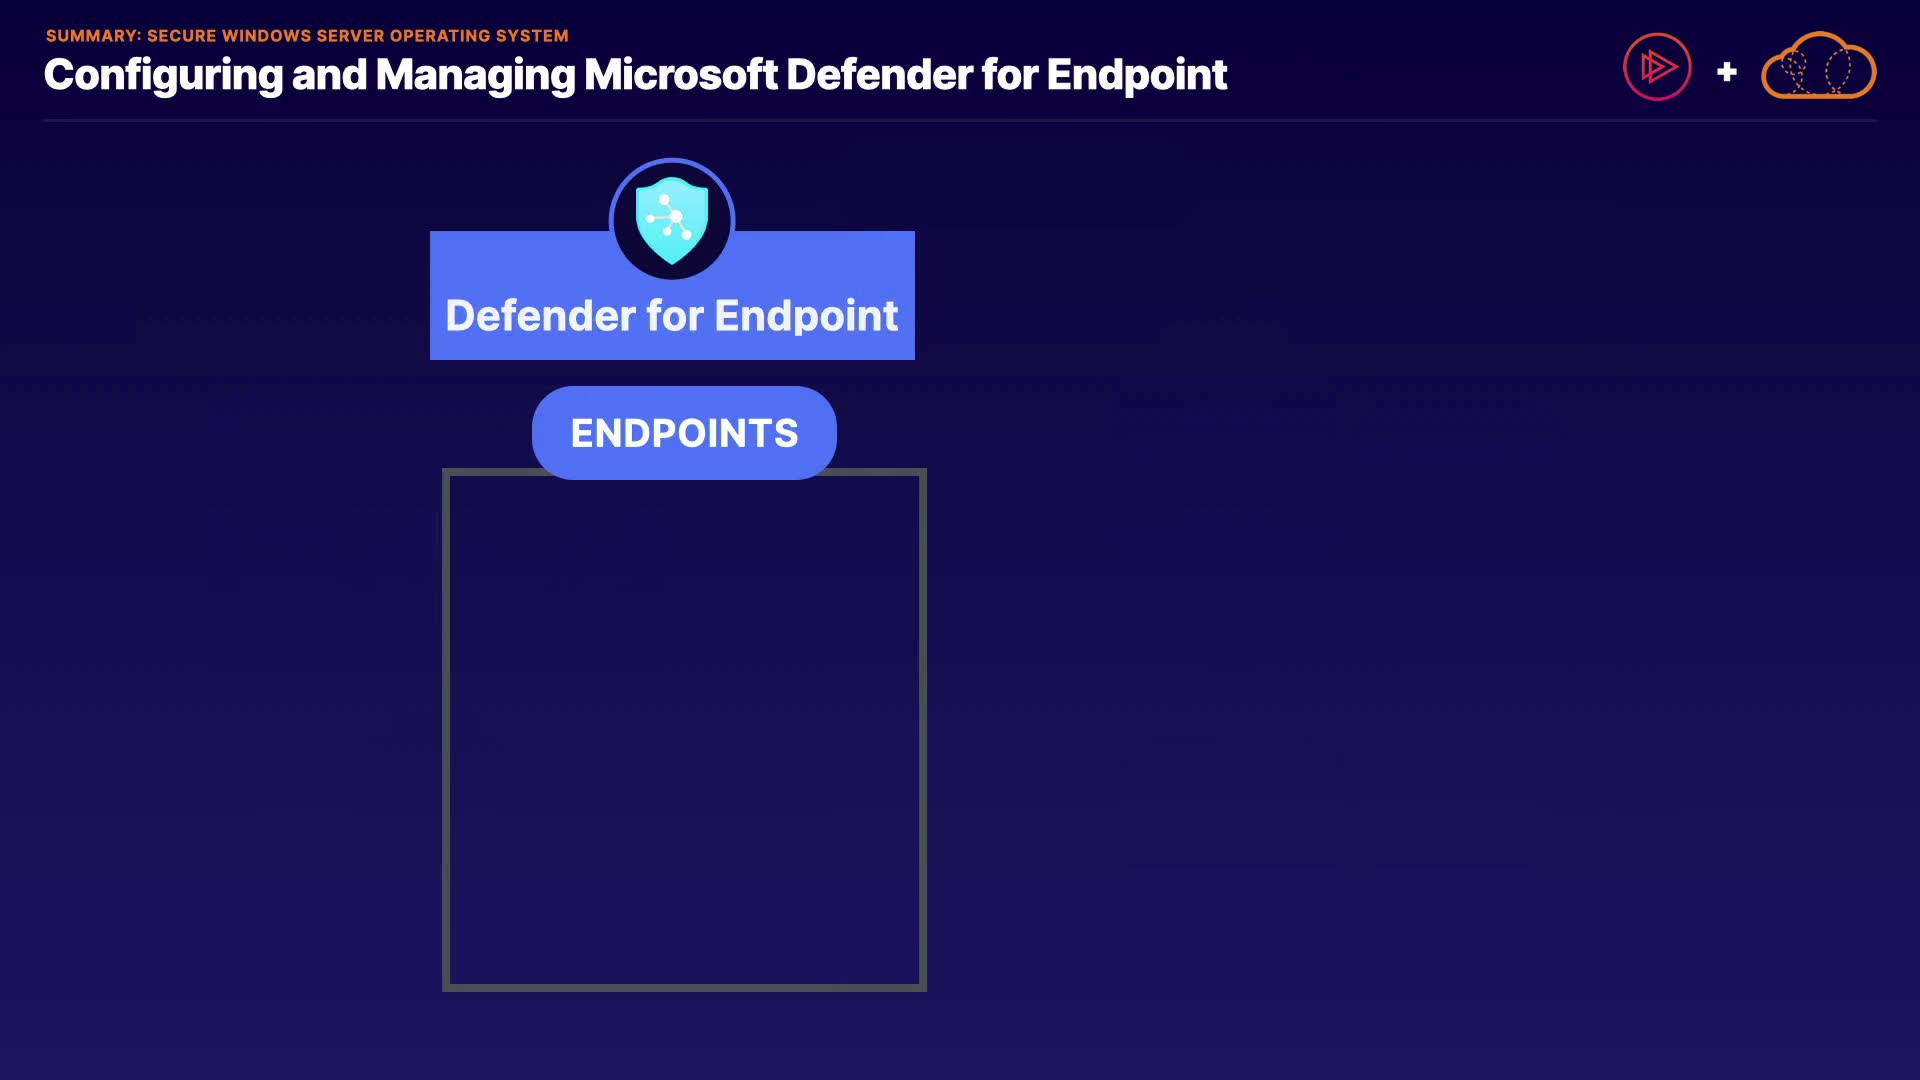 SUMMARY: SECURE WINDOWS SERVER OPERATING SYSTEM
Configuring and Managing Microsoft Defender for Endpoint
+
Defender for Endpoint
ENDPOINTS